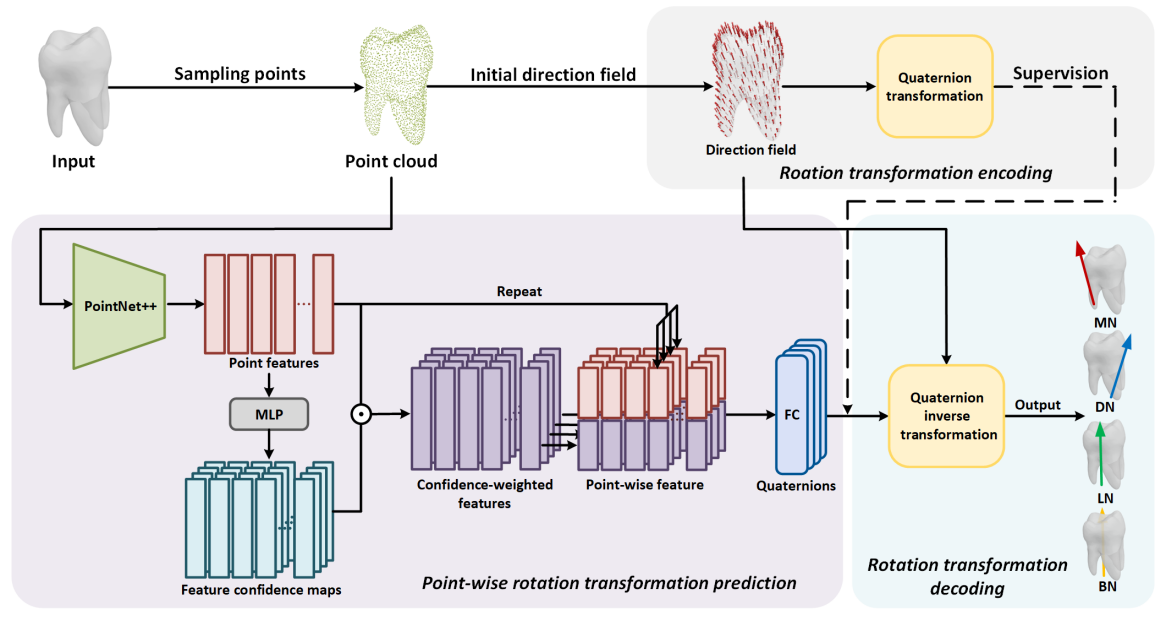 Sampling points
Initial direction field
Quaternion
transformation
Supervision
Input
Point cloud
Direction field
Roation transformation encoding
PointNet++
Repeat
Point features
MLP
Confidence-weighted
features
Point-wise feature
FC
Quaternions
Feature confidence maps
Point-wise rotation transformation prediction
Quaternion
inverse
transformation
Output
MN
DN
LN
BN
Rotation transformation
decoding